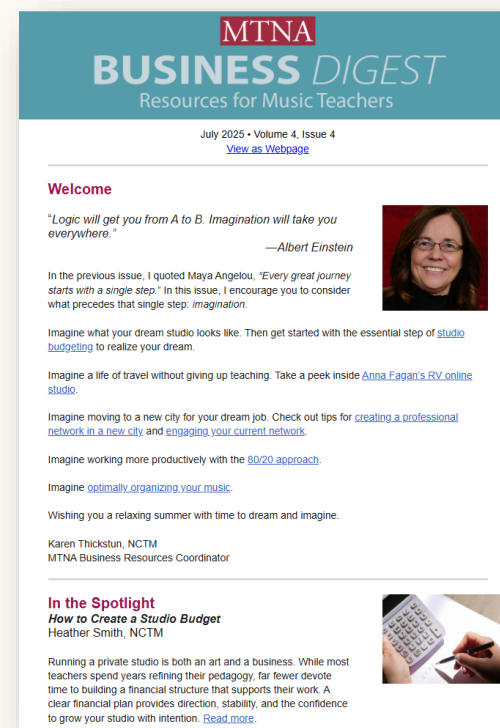 MTNA
BUSINESS DIGEST
Resources for Music Teachers
July 2025 • Volume 4, Issue 4
View as Webpage
Welcome
“Logic will get you from A to B. Imagination will take you
everywhere.”
—Albert Einstein
In the previous issue, I quoted Maya Angelou, “Every great journey
starts with a single step.” In this issue, I encourage you to consider
what precedes that single step: imagination.
Imagine what your dream studio looks like. Then get started with the essential step of studio
budgeting to realize your dream.
Imagine a life of travel without giving up teaching. Take a peek inside Anna Fagan’s RV online
studio.
Imagine moving to a new city for your dream job. Check out tips for creating a professional
network in a new city and engaging your current network.
Imagine working more productively with the 80/20 approach.
Imagine optimally organizing your music.
Wishing you a relaxing summer with time to dream and imagine.
Karen Thickstun, NCTM
MTNA Business Resources Coordinator
In the Spotlight
How to Create a Studio Budget
Heather Smith, NCTM
Running a private studio is both an art and a business. While most
teachers spend years refining their pedagogy, far fewer devote
time to building a financial structure that supports their work. A
clear financial plan provides direction, stability, and the confidence
to grow your studio with intention. Read more.